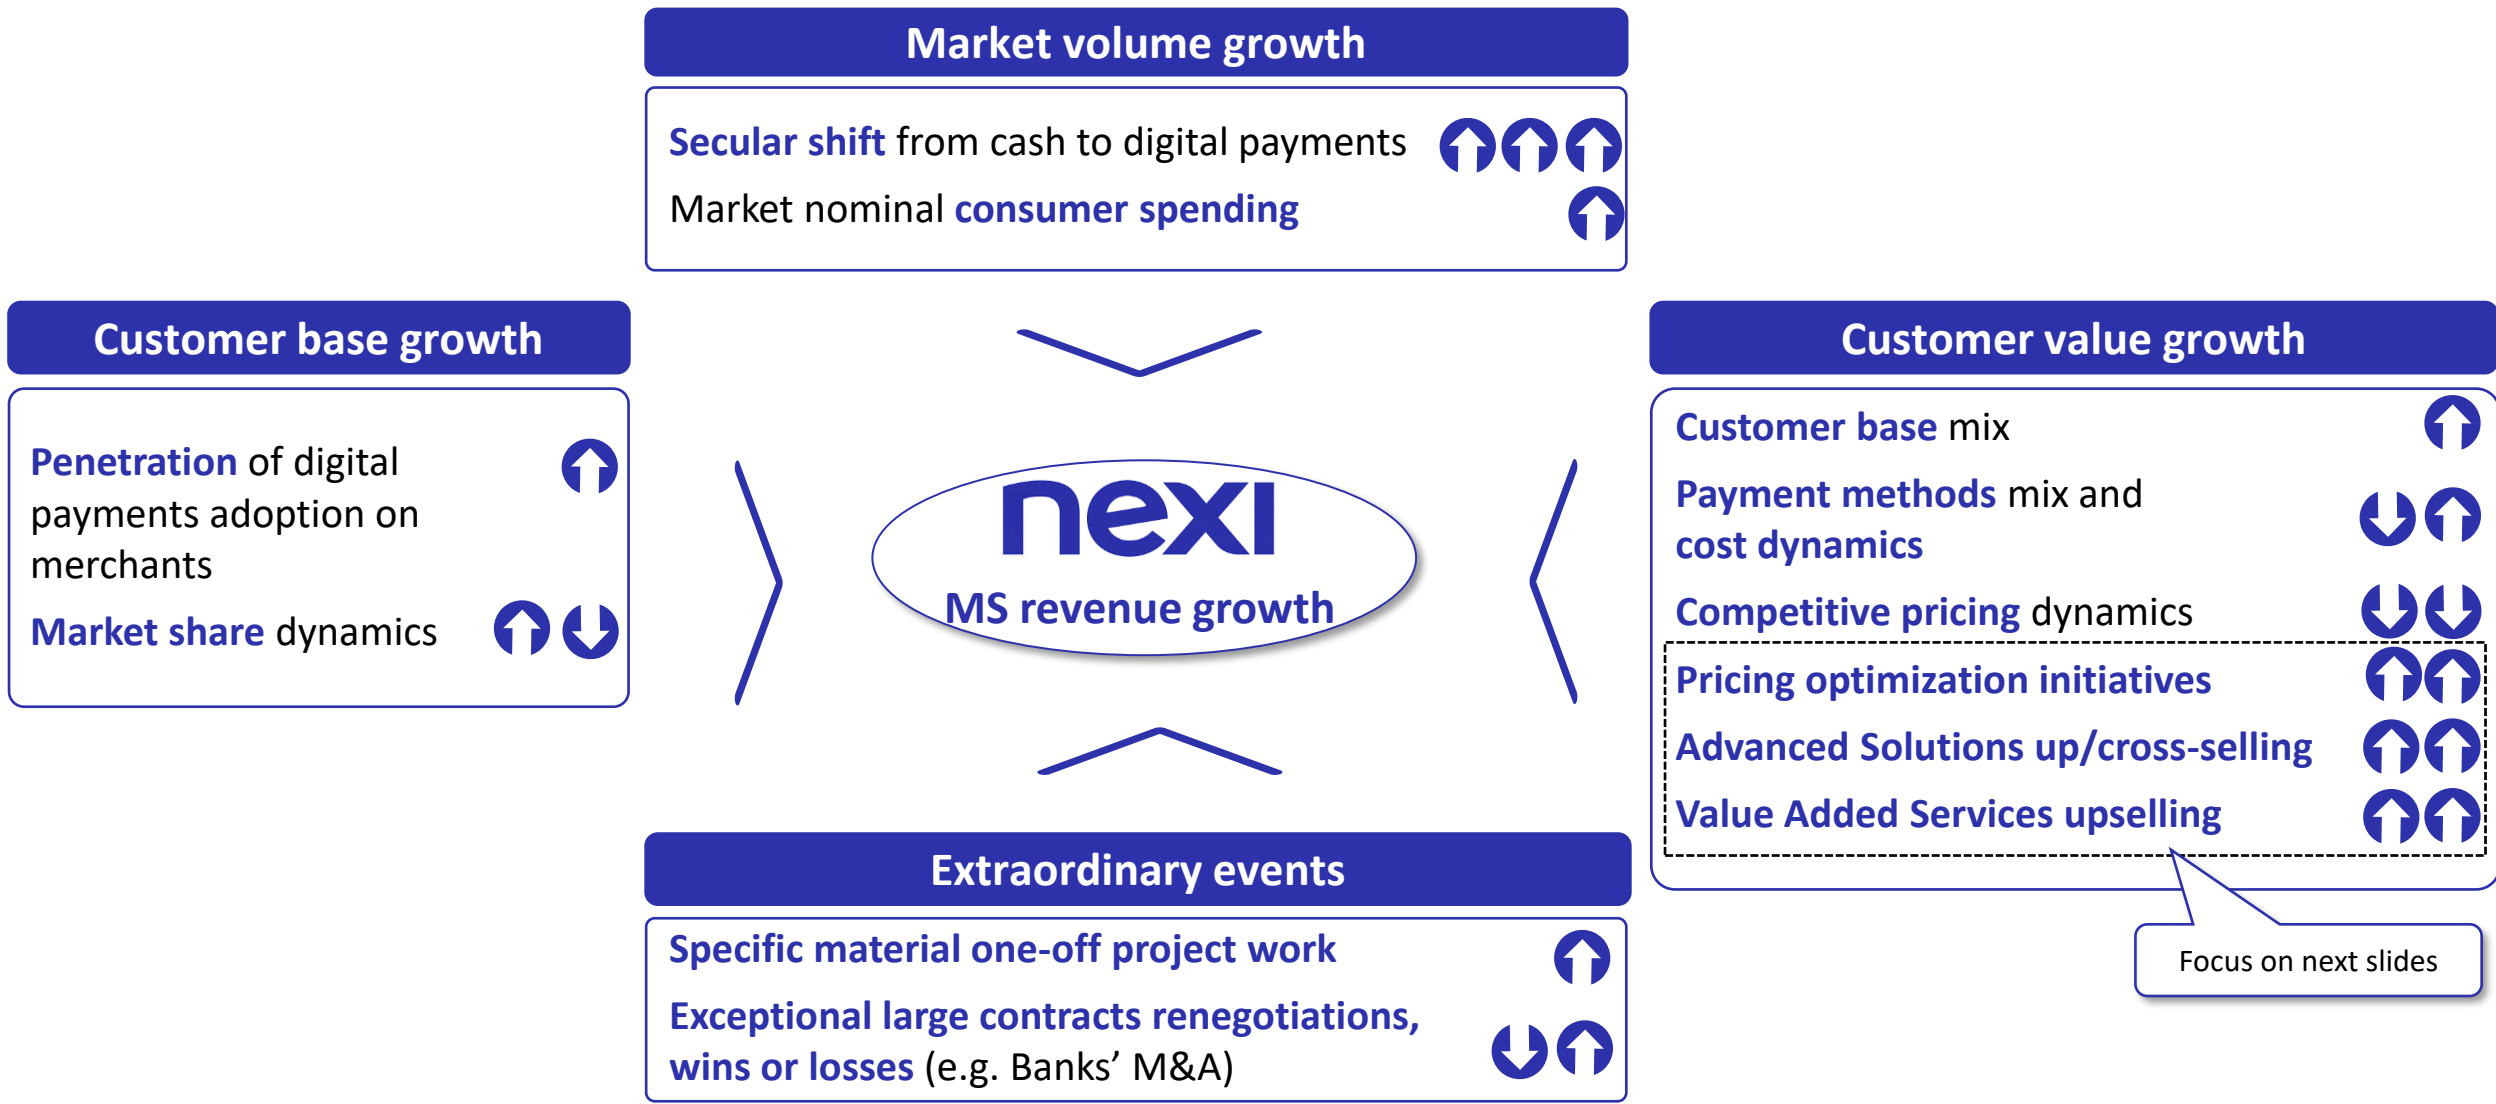 Market volume growth
Secular shift from cash to digital payments
Market nominal consumer spending
Customer base growth
Penetration of digital
payments adoption on
merchants
Market share dynamics
nexi
MS revenue growth
Customer value growth
Customer base mix
Payment methods mix and
cost dynamics
Competitive pricing dynamics
Pricing optimization initiatives
Advanced Solutions up/cross-selling
Value Added Services upselling
Focus on next slides
Extraordinary events
Specific material one-off project work
Exceptional large contracts renegotiations,
wins or losses (e.g. Banks’ M&A)